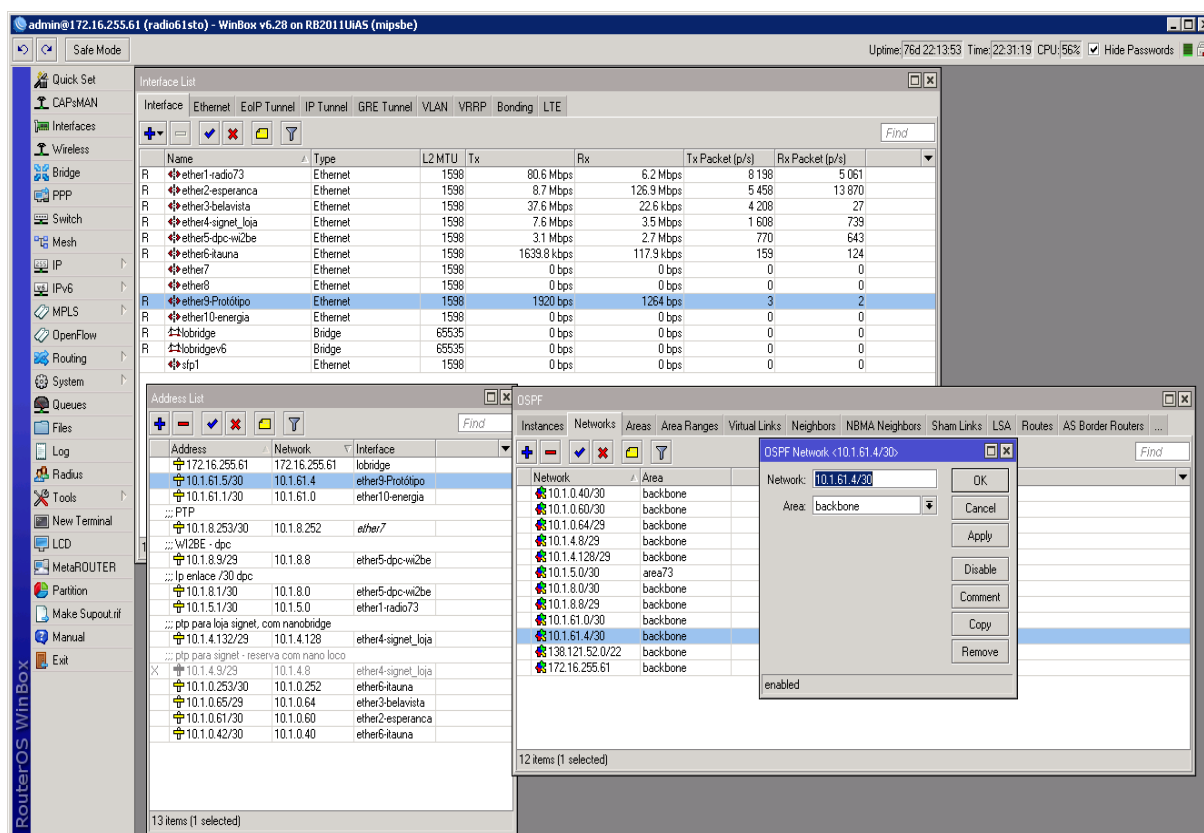 admin@172.16.255.61 (radio61sto) - WinBox v6.28 on RB2011UiAS (mipsbe)
Safe Mode
Uptime: 76d 22:13:53 Time: 22:31:19 CPU: 56% Hide Passwords
Quick Set
CAPsMAN
Interfaces
Wireless
Bridge
PPP
Switch
Mesh
IP
IPv6
MPLS
OpenFlow
Routing
System
Queues
Files
Log
Radius
Tools
New Terminal
LCD
MetaROUTER
Partition
Make Supout.rif
Manual
Exit
RouterOS WinBox
Interface List
Interface Ethernet EoIP Tunnel IP Tunnel GRE Tunnel VLAN VRRP Bonding LTE
Find
Name Type L2 MTU Tx Rx Tx Packet (p/s) Rx Packet (p/s)
R ether1-radio73 Ethernet 1598 80.6 Mbps 6.2 Mbps 8 198 5 061
R ether2-esperanca Ethernet 1598 8.7 Mbps 126.9 Mbps 5 458 13 870
R ether3-belavista Ethernet 1598 37.6 Mbps 22.6 kbps 4 208 27
R ether4-signet_loja Ethernet 1598 7.6 Mbps 3.5 Mbps 1 608 739
R ether5-dpc-wi2be Ethernet 1598 3.1 Mbps 2.7 Mbps 770 643
R ether6-itauna Ethernet 1598 1639.8 kbps 117.9 kbps 159 124
ether7 Ethernet 1598 0 bps 0 bps 0 0
ether8 Ethernet 1598 0 bps 0 bps 0 0
R ether9-Protótipo Ethernet 1598 1920 bps 1264 bps 3 2
R ether10-energia Ethernet 1598 0 bps 0 bps 0 0
R lobridge Bridge 65535 0 bps 0 bps 0 0
R lobridgev6 Bridge 65535 0 bps 0 bps 0 0
sfp1 Ethernet 1598 0 bps 0 bps 0 0
Address List
Find
Address Network Interface
172.16.255.61 172.16.255.61 lobridge
10.1.61.5/30 10.1.61.4 ether9-Protótipo
10.1.61.1/30 10.1.61.0 ether10-energia
;;; PTP
10.1.8.253/30 10.1.8.252 ether7
;;; WI2BE - dpc
10.1.8.9/29 10.1.8.8 ether5-dpc-wi2be
;;; Ip enlace /30 dpc
10.1.8.1/30 10.1.8.0 ether5-dpc-wi2be
10.1.5.1/30 10.1.5.0 ether1-radio73
;;; ptp para loja signet, com nanobridge
10.1.4.132/29 10.1.4.128 ether4-signet_loja
;;; ptp para signet - reserva com nano loco
X 10.1.4.9/29 10.1.4.8 ether4-signet_loja
10.1.0.253/30 10.1.0.252 ether6-itauna
10.1.0.65/29 10.1.0.64 ether3-belavista
10.1.0.61/30 10.1.0.60 ether2-esperanca
10.1.0.42/30 10.1.0.40 ether6-itauna
13 items (1 selected)
OSPF
Instances Networks Areas Area Ranges Virtual Links Neighbors NBMA Neighbors Sham Links LSA Routes AS Border Routers ...
Find
Network Area
10.1.0.40/30 backbone
10.1.0.60/30 backbone
10.1.0.64/29 backbone
10.1.4.8/29 backbone
10.1.4.128/29 backbone
10.1.5.0/30 area73
10.1.8.0/30 backbone
10.1.8.8/29 backbone
10.1.61.0/30 backbone
10.1.61.4/30 backbone
138.121.52.0/22 backbone
172.16.255.61 backbone
12 items (1 selected)
OSPF Network <10.1.61.4/30>
Network: 10.1.61.4/30
Area: backbone
OK
Cancel
Apply
Disable
Comment
Copy
Remove
enabled